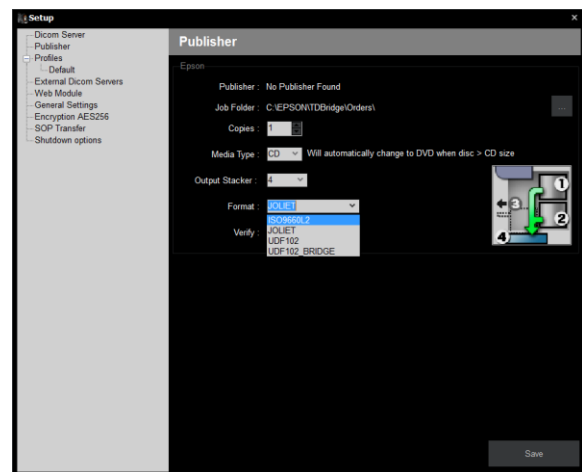 Setup
×
Dicom Server
Publisher
Profiles
Default
External Dicom Servers
Web Module
General Settings
Encryption AES256
SOP Transfer
Shutdown options
Publisher
Epson
Publisher : No Publisher Found
Job Folder : C:\EPSON\TDBridge\Orders\ ...
Copies : 1
Media Type : CD Will automatically change to DVD when disc > CD size
Output Stacker : 4
Format : JOLIET
ISO9660L2
JOLIET
UDF102
UDF102_BRIDGE
Verify :
1
3
2
4
Save